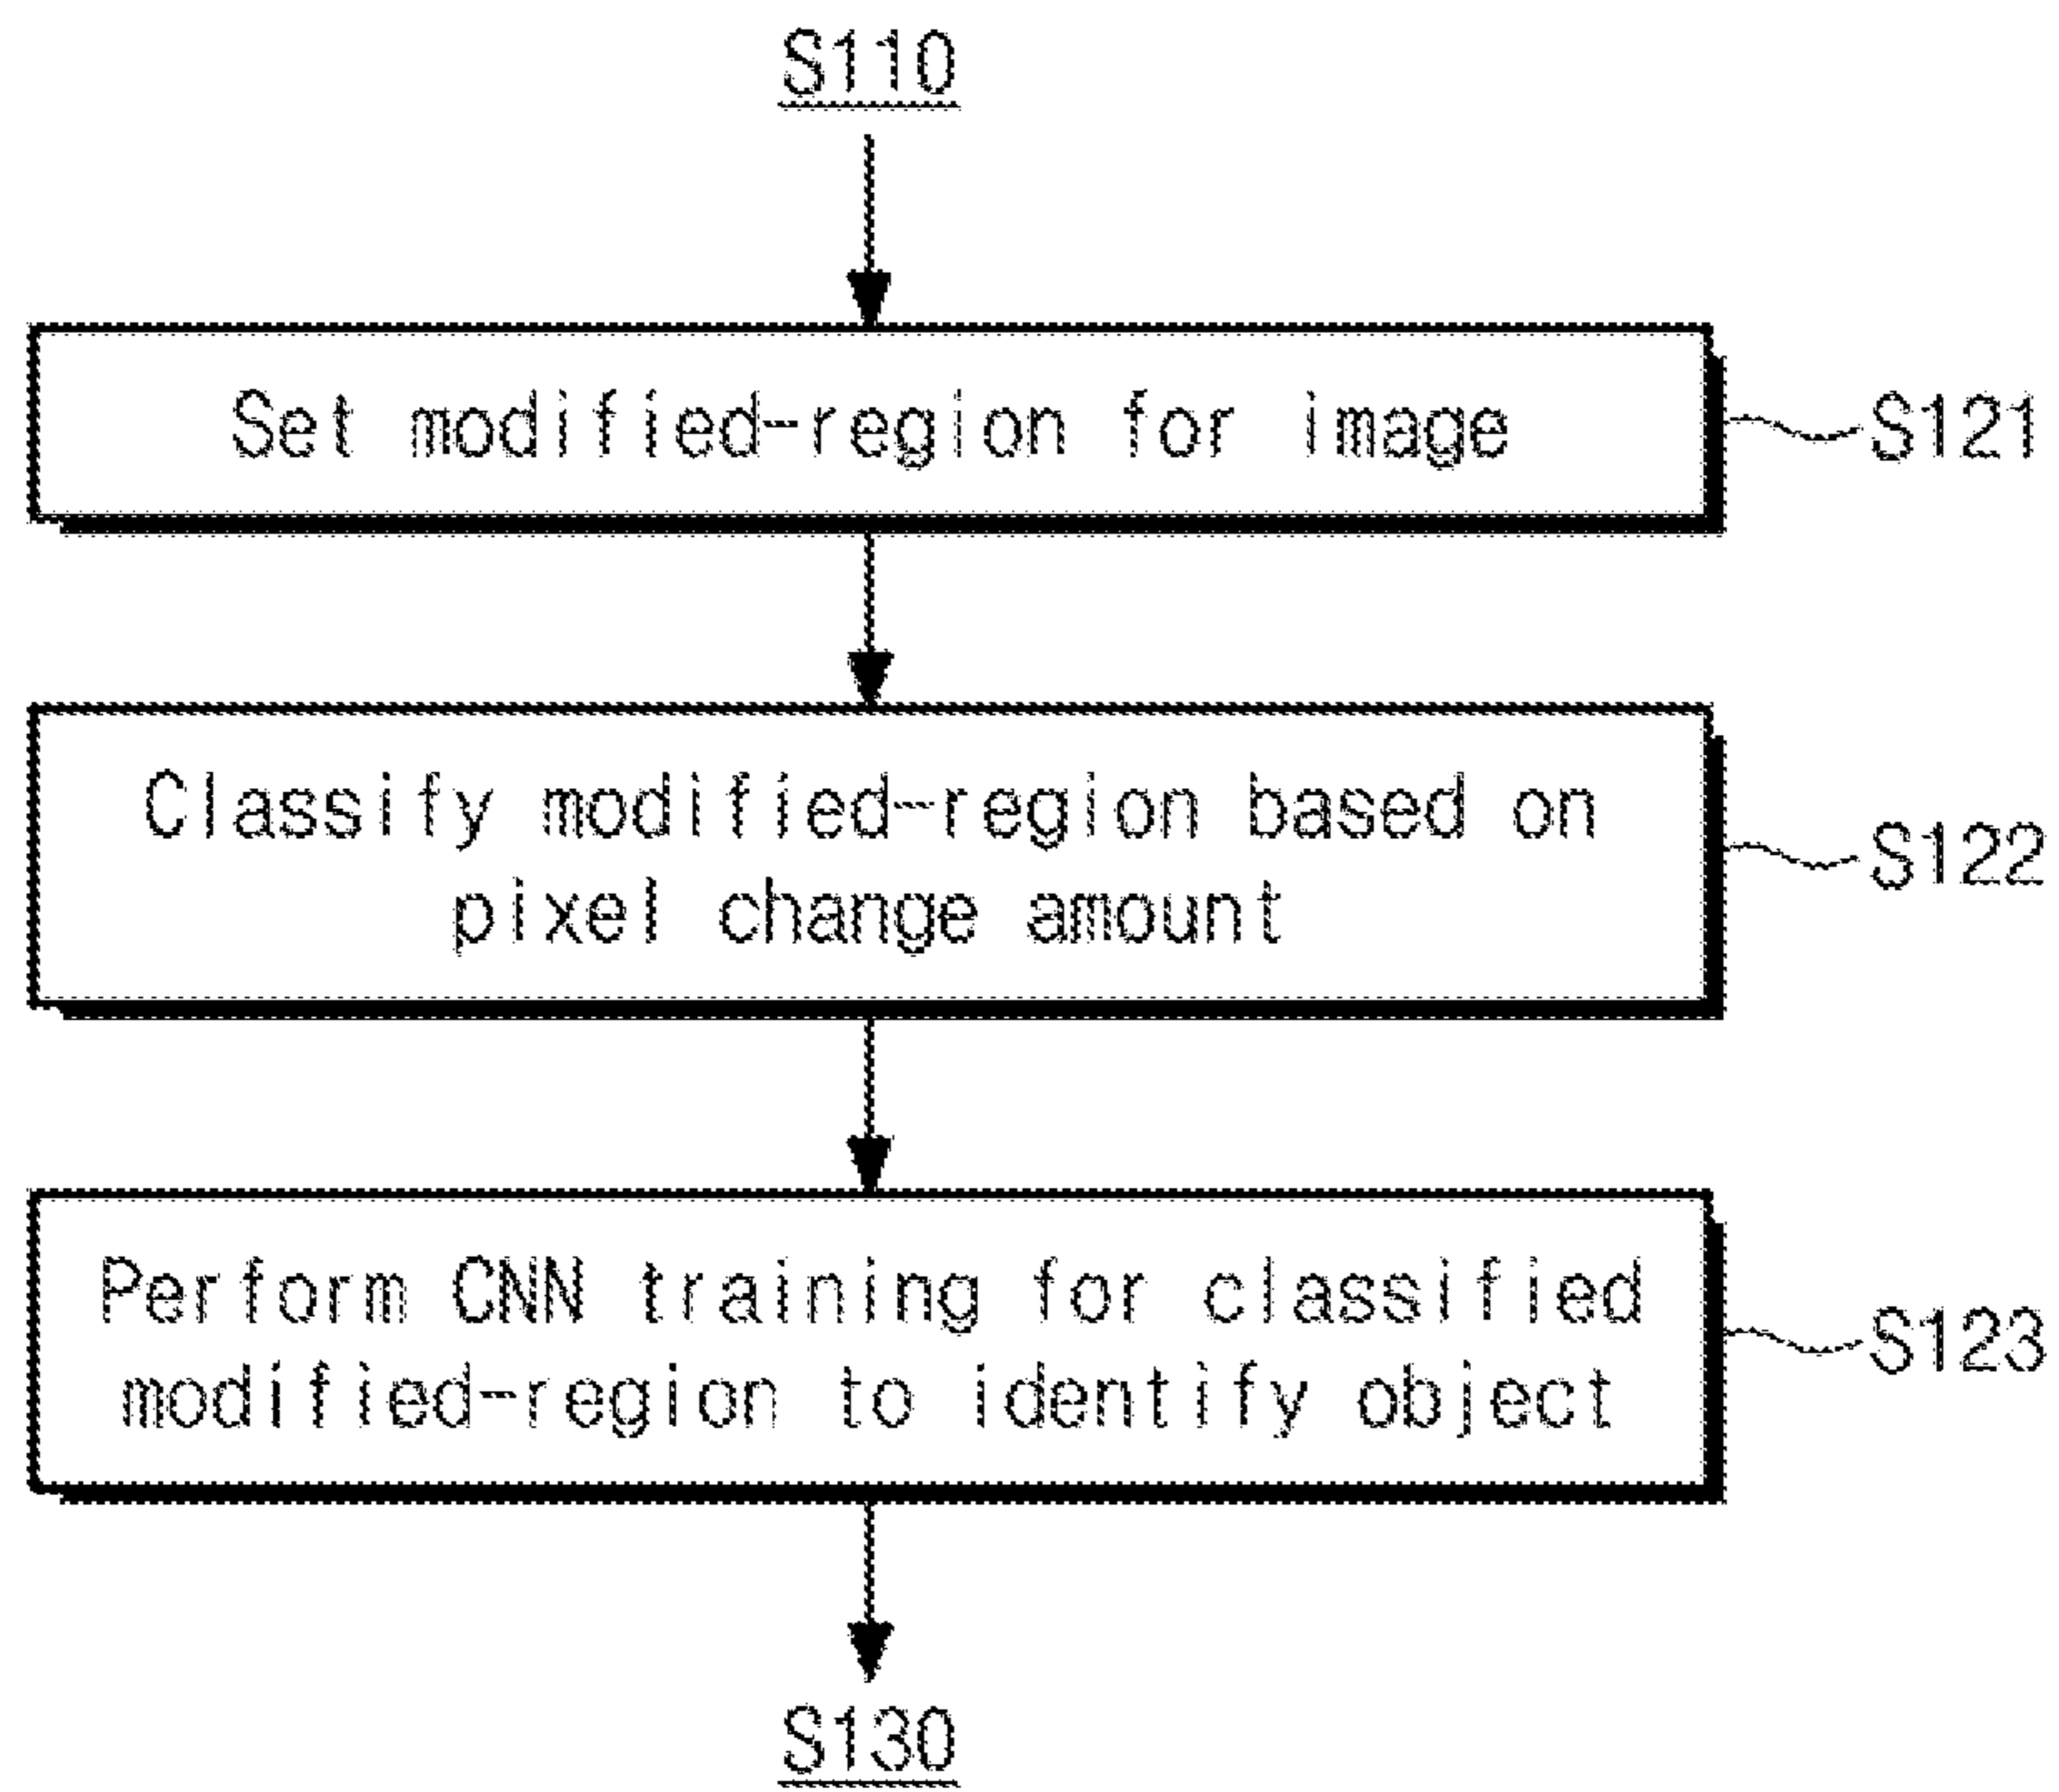 S110
Set modified-region for image
S121
Classify modified-region based on
pixel change amount
S122
Perform CNN training for classified
modified-region to identify object
S123
S130